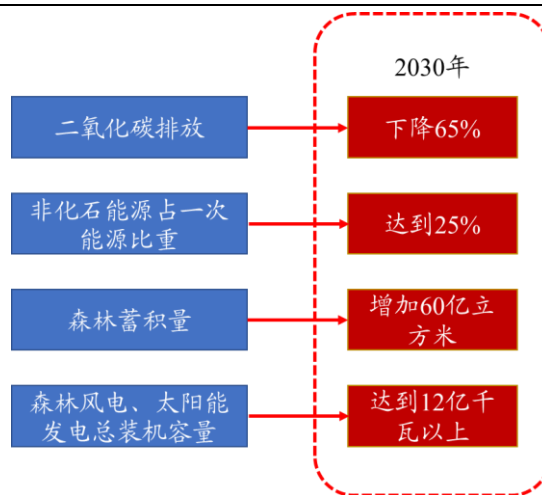 2030年
二氧化碳排放
下降65%
非化石能源占一次
能源比重
达到25%
森林蓄积量
增加60亿立
方米
森林风电、太阳能
发电总装机容量
达到12亿千
瓦以上